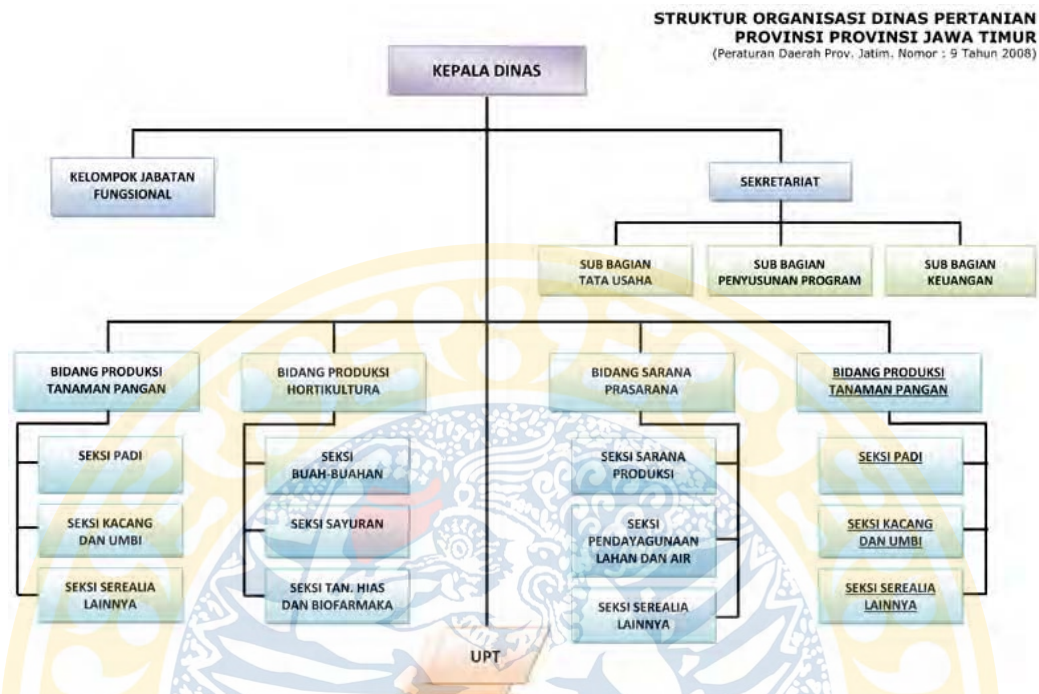 STRUKTUR ORGANISASI DINAS PERTANIAN
PROVINSI PROVINSI JAWA TIMUR
(Peraturan Daerah Prov. Jatim. Nomor : 9 Tahun 2008)
KEPALA DINAS
KELOMPOK JABATAN
FUNGSIONAL
SEKRETARIAT
SUB BAGIAN
TATA USAHA
SUB BAGIAN
PENYUSUNAN PROGRAM
SUB BAGIAN
KEUANGAN
BIDANG PRODUKSI
TANAMAN PANGAN
SEKSI PADI
SEKSI KACANG
DAN UMBI
SEKSI SEREALIA
LAINNYA
BIDANG PRODUKSI
HORTIKULTURA
SEKSI
BUAH-BUAHAN
SEKSI SAYURAN
SEKSI TAN. HIAS
DAN BIOFARMAKA
BIDANG SARANA
PRASARANA
SEKSI SARANA
PRODUKSI
SEKSI
PENDAYAGUNAAN
LAHAN DAN AIR
SEKSI SEREALIA
LAINNYA
BIDANG PRODUKSI
TANAMAN PANGAN
SEKSI PADI
SEKSI KACANG
DAN UMBI
SEKSI SEREALIA
LAINNYA
UPT